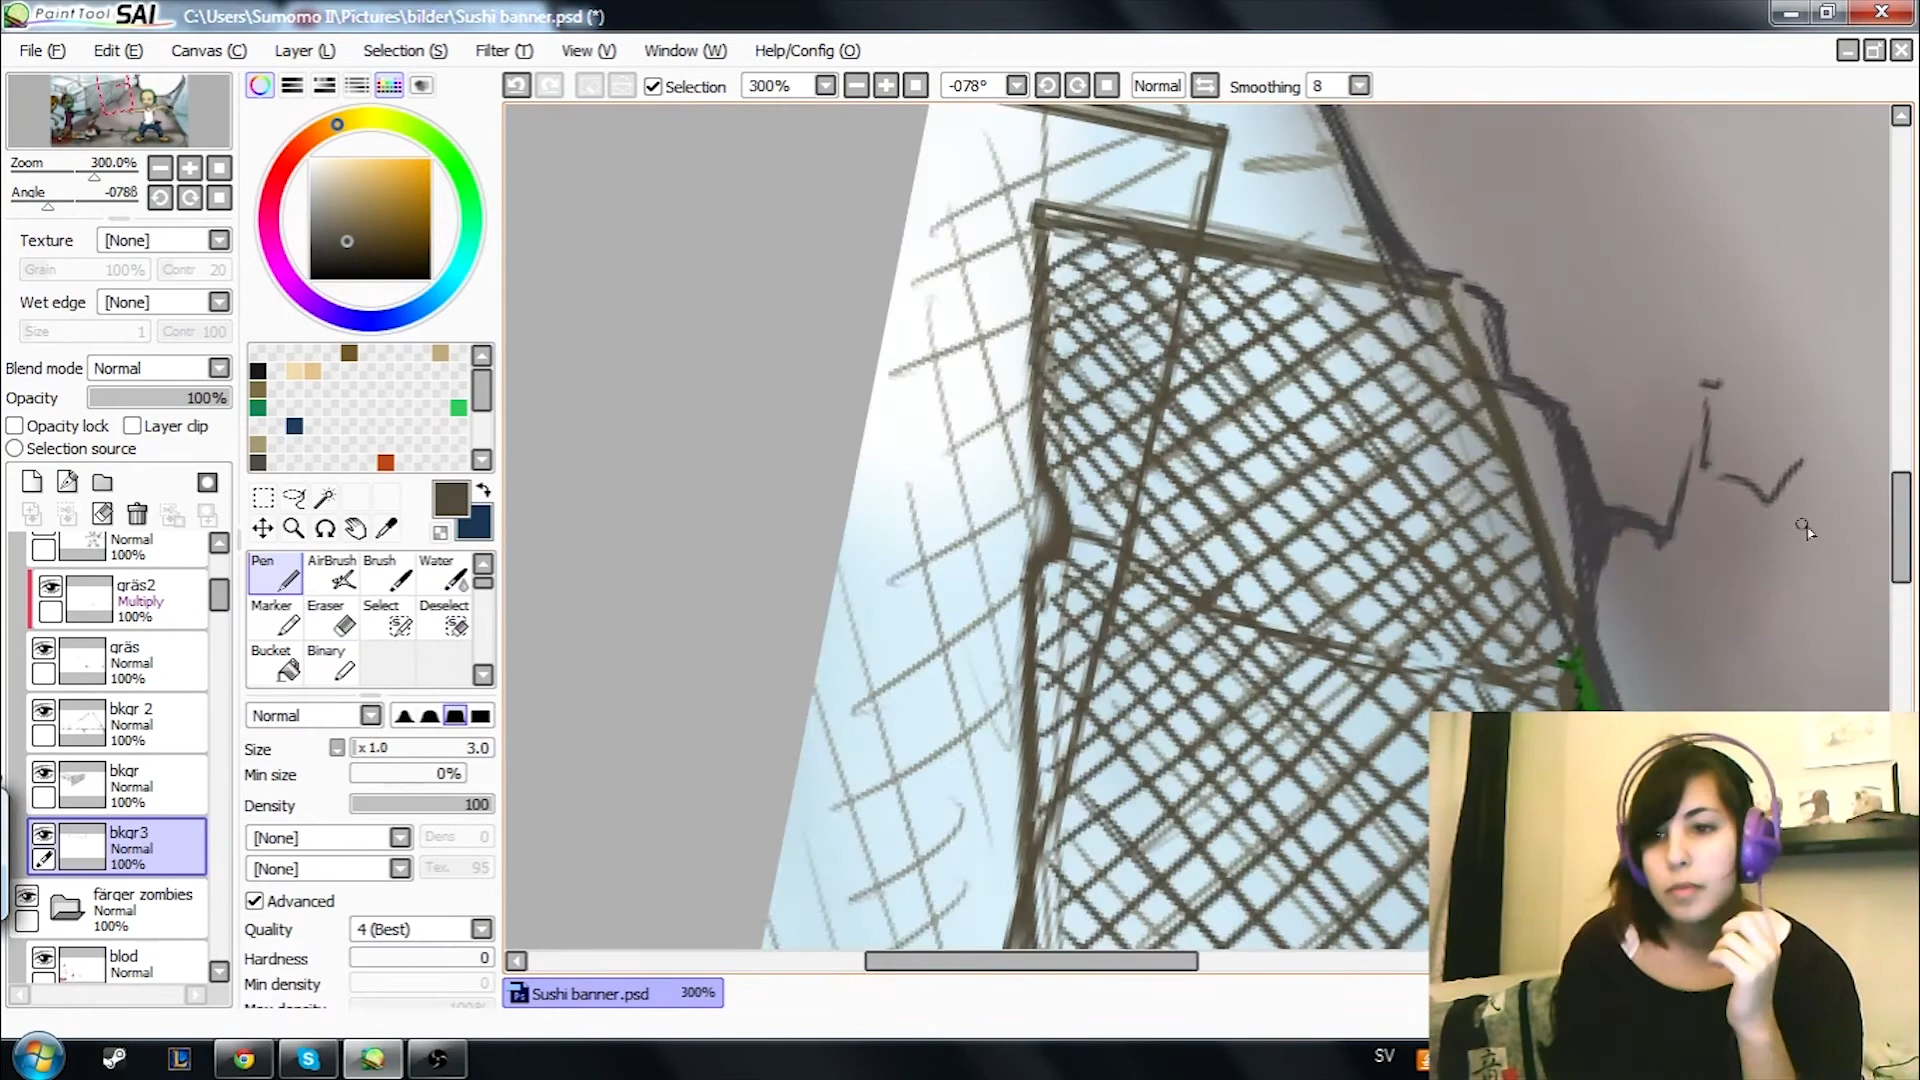 PaintTool SAI C:\Users\Sumomo II\Pictures\bilder\Sushi banner.psd (*)
File (F) Edit (E) Canvas (C) Layer (L) Selection (S) Filter (T) View (V) Window (W) Help/Config (O)
Selection 300% -078° Normal Smoothing 8
Zoom 300.0%
Angle
Texture [None]
Grain 100% Contr 20
Wet edge [None]
Size 1 Contr 100
Blend mode Normal
Opacity 100%
Opacity lock Layer clip
Selection source
Normal
100%
gräs2
Multiply
100%
gräs
Normal
100%
bkgr 2
Normal
100%
bkgr
Normal
100%
bkgr3
Normal
100%
färger zombies
Normal
100%
blod
Normal
Pen AirBrush Brush Water
Marker Eraser Select Deselect
Bucket Binary
Normal
Size x 1.0 3.0
Min size 0%
Density 100
[None] Dens 0
[None] Tex. 95
Advanced
Quality 4 (Best)
Hardness 0
Min density 0
Sushi banner.psd 300%
SV